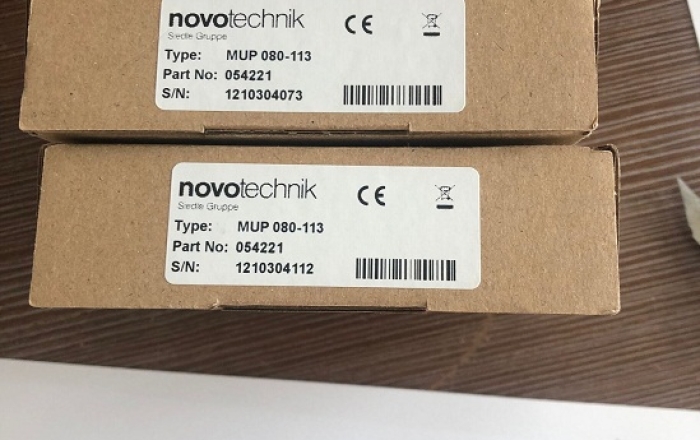 novotechnik
Siedle Gruppe
Type: MUP 080-113
Part No: 054221
S/N: 1210304073
CE
novotechnik
Siedle Gruppe
Type: MUP 080-113
Part No: 054221
S/N: 1210304112
CE